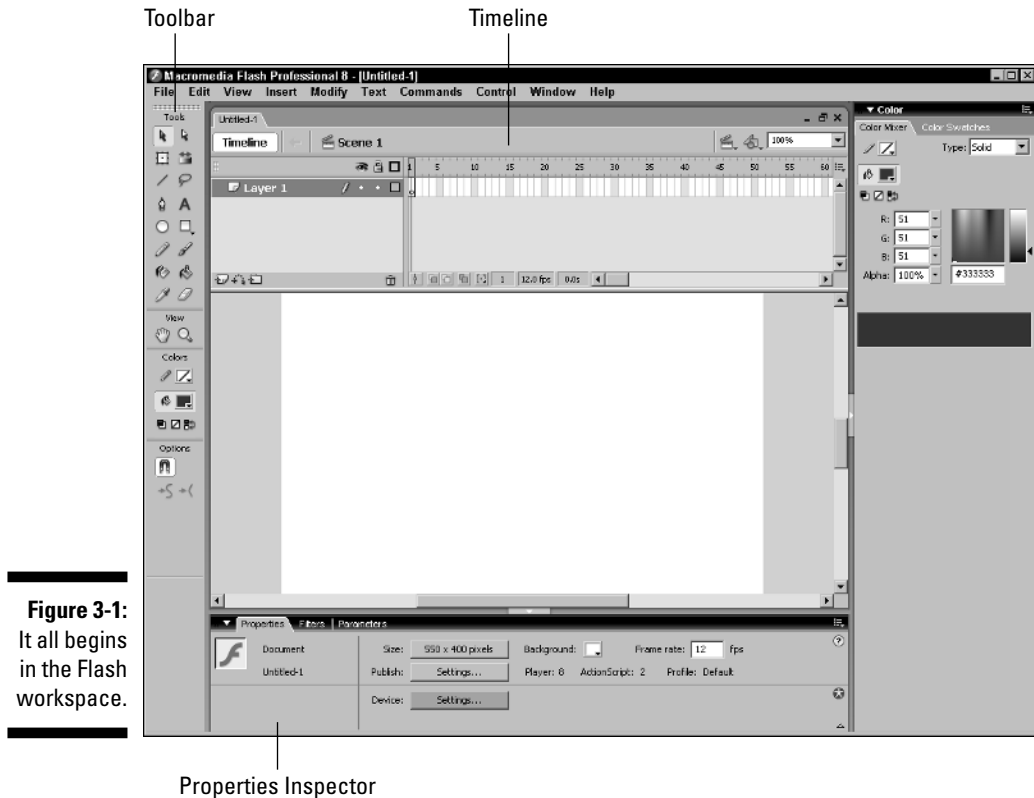 Toolbar
Timeline
Macromedia Flash Professional 8 - [Untitled-1]
File Edit View Insert Modify Text Commands Control Window Help
Tools
Untitled-1
Timeline
Scene 1
100%
1 5 10 15 20 25 30 35 40 45 50 55 60
Layer 1
1 12.0 fps 0.0s
View
Colors
Options
Color
Color Mixer Color Swatches
Type: Solid
R: 51
G: 51
B: 51
Alpha: 100% #333333
Properties Filters Parameters
Document
Untitled-1
Size: 550 x 400 pixels Background: Frame rate: 12 fps
Publish: Settings... Player: 8 ActionScript: 2 Profile: Default
Device: Settings...
Figure 3-1:
It all begins
in the Flash
workspace.
Properties Inspector